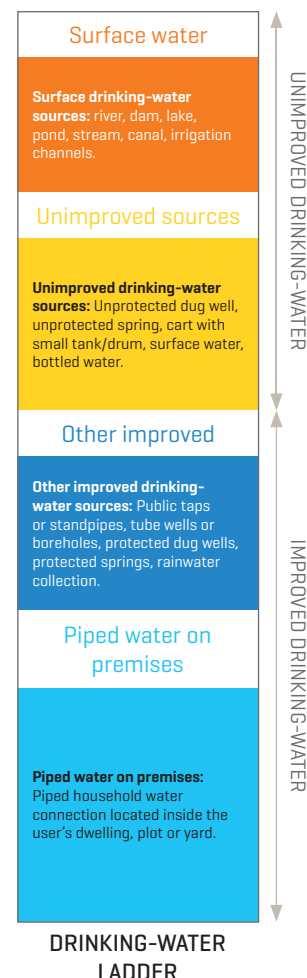 Surface water
Surface drinking-water
sources: river, dam, lake,
pond, stream, canal, irrigation
channels.
Unimproved sources
Unimproved drinking-water
sources: Unprotected dug well,
unprotected spring, cart with
small tank/drum, surface water,
bottled water.
UNIMPROVED DRINKING-WATER
Other improved
Other improved drinking-
water sources: Public taps
or standpipes, tube wells or
boreholes, protected dug wells,
protected springs, rainwater
collection.
Piped water on
premises
Piped water on premises:
Piped household water
connection located inside the
user's dwelling, plot or yard.
IMPROVED DRINKING-WATER
DRINKING-WATER
LADDER